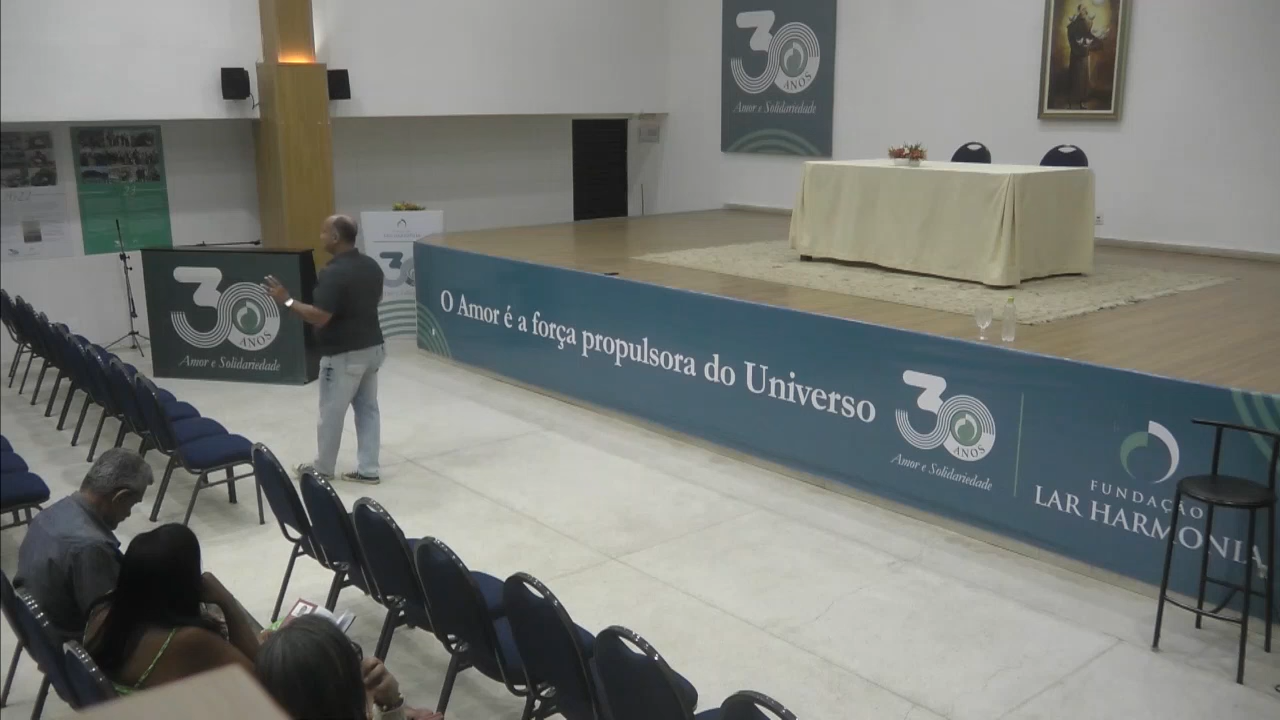 30
ANOS
Amor e Solidariedade
30
ANOS
Amor e Solidariedade
O Amor é a força propulsora do Universo
30
ANOS
Amor e Solidariedade
FUNDAÇÃO
LAR HARMONIA